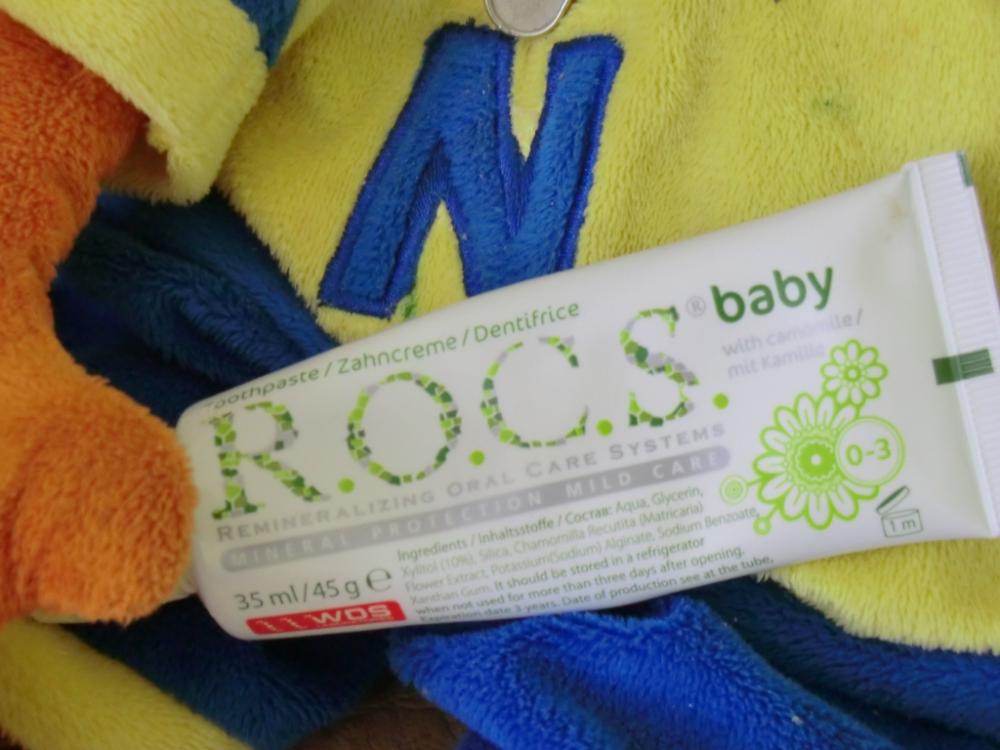 N
Toothpaste / Zahncreme / Dentifrice
R.O.C.S. ® baby
with camomile /
mit Kamille
0-3
REMINERALIZING ORAL CARE SYSTEMS
MINERAL PROTECTION MILD CARE
Ingredients / Inhaltsstoffe / Состав: Aqua, Glycerin,
Xylitol (10%), Silica, Chamomilla Recutita (Matricaria)
Flower Extract, Potassium(Sodium) Alginate, Sodium Benzoate,
Xanthan Gum. It should be stored in a refrigerator
when not used for more than three days after opening.
Expiration date 3 years. Date of production see at the tube.
1 m
35 ml/45 g ℮
WDS